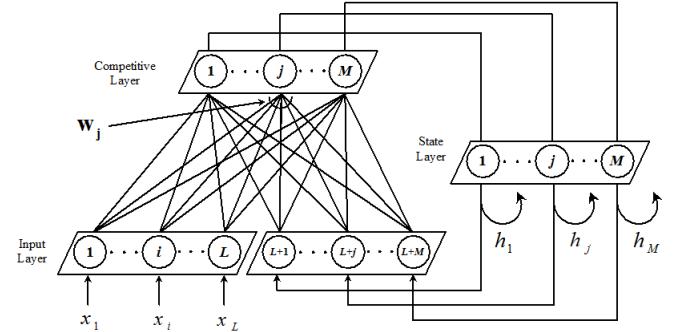 Competitive
Layer
1 · · · j · · · M
W_j
State
Layer
1 · · · j · · · M
h_1 h_j h_M
Input
Layer
1 · · · i · · · L
L+1 · · · L+j · · · L+M
x_1 x_i x_L